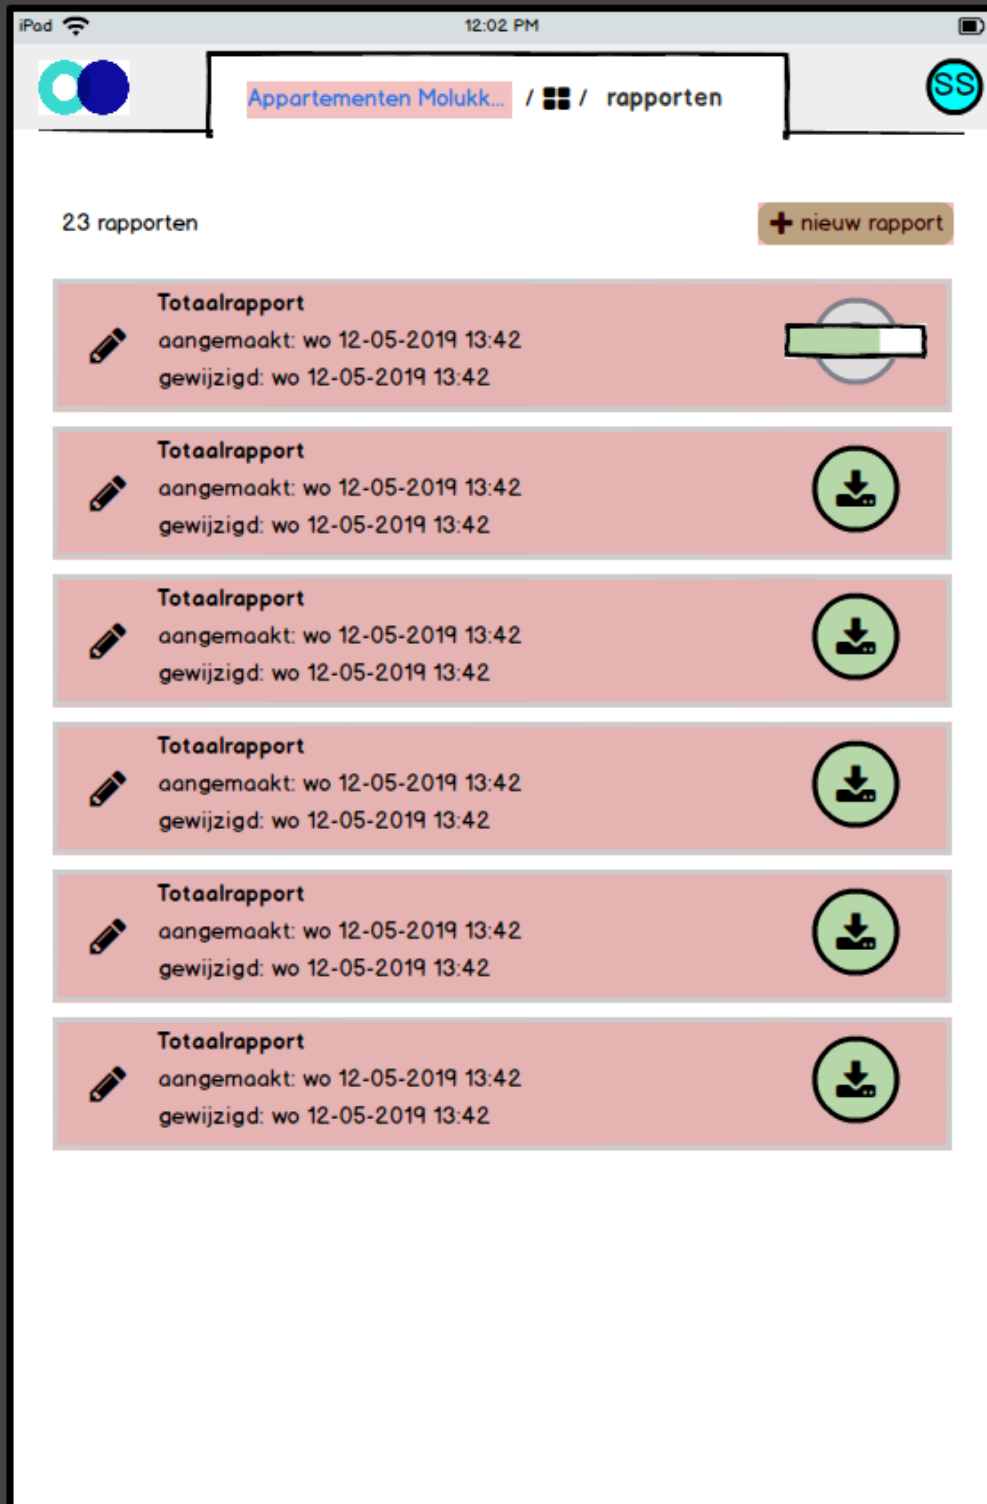 iPad
12:02 PM
Appartementen Molukk... / / rapporten
SS
23 rapporten
+ nieuw rapport
Totaalrapport
aangemaakt: wo 12-05-2019 13:42
gewijzigd: wo 12-05-2019 13:42
Totaalrapport
aangemaakt: wo 12-05-2019 13:42
gewijzigd: wo 12-05-2019 13:42
Totaalrapport
aangemaakt: wo 12-05-2019 13:42
gewijzigd: wo 12-05-2019 13:42
Totaalrapport
aangemaakt: wo 12-05-2019 13:42
gewijzigd: wo 12-05-2019 13:42
Totaalrapport
aangemaakt: wo 12-05-2019 13:42
gewijzigd: wo 12-05-2019 13:42
Totaalrapport
aangemaakt: wo 12-05-2019 13:42
gewijzigd: wo 12-05-2019 13:42